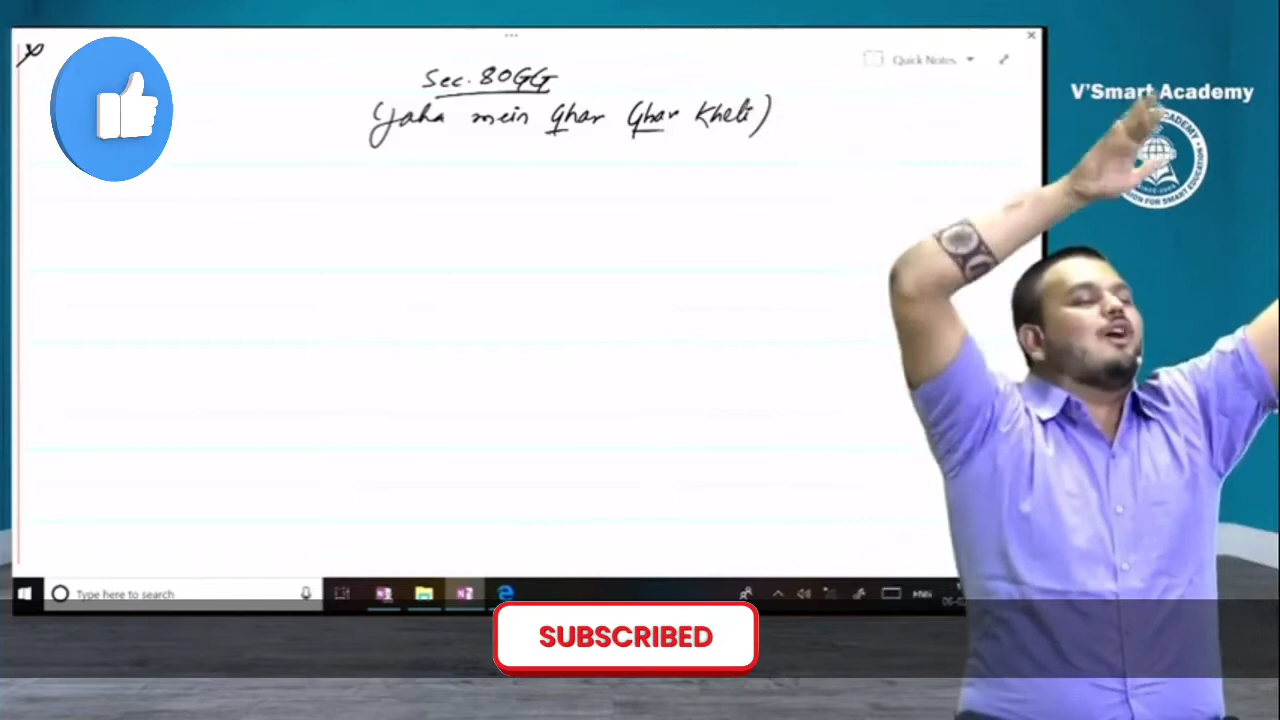 Sec. 80GG
(Yaha mein Ghar Ghar Kheli)
Quick Notes
V'Smart Academy
Type here to search
SUBSCRIBED